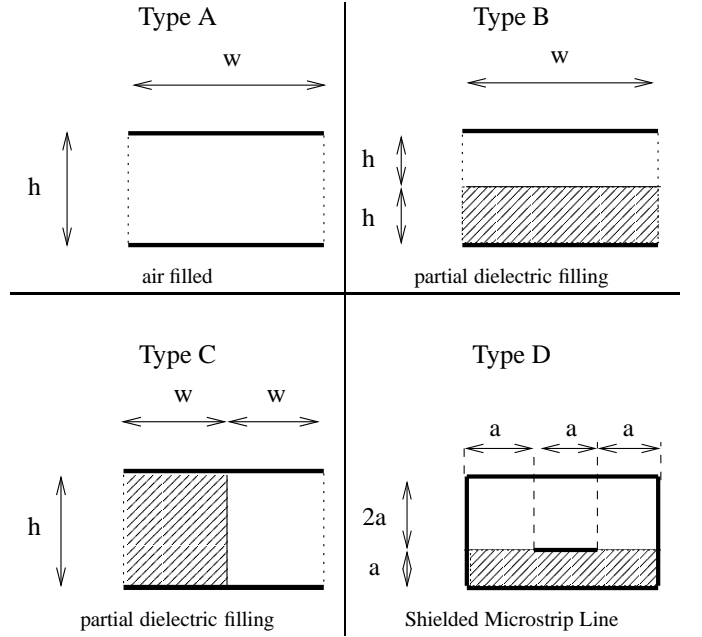 Type A
w
h
air filled
Type B
w
h
h
partial dielectric filling
Type C
w w
h
partial dielectric filling
Type D
a a a
2a
a
Shielded Microstrip Line